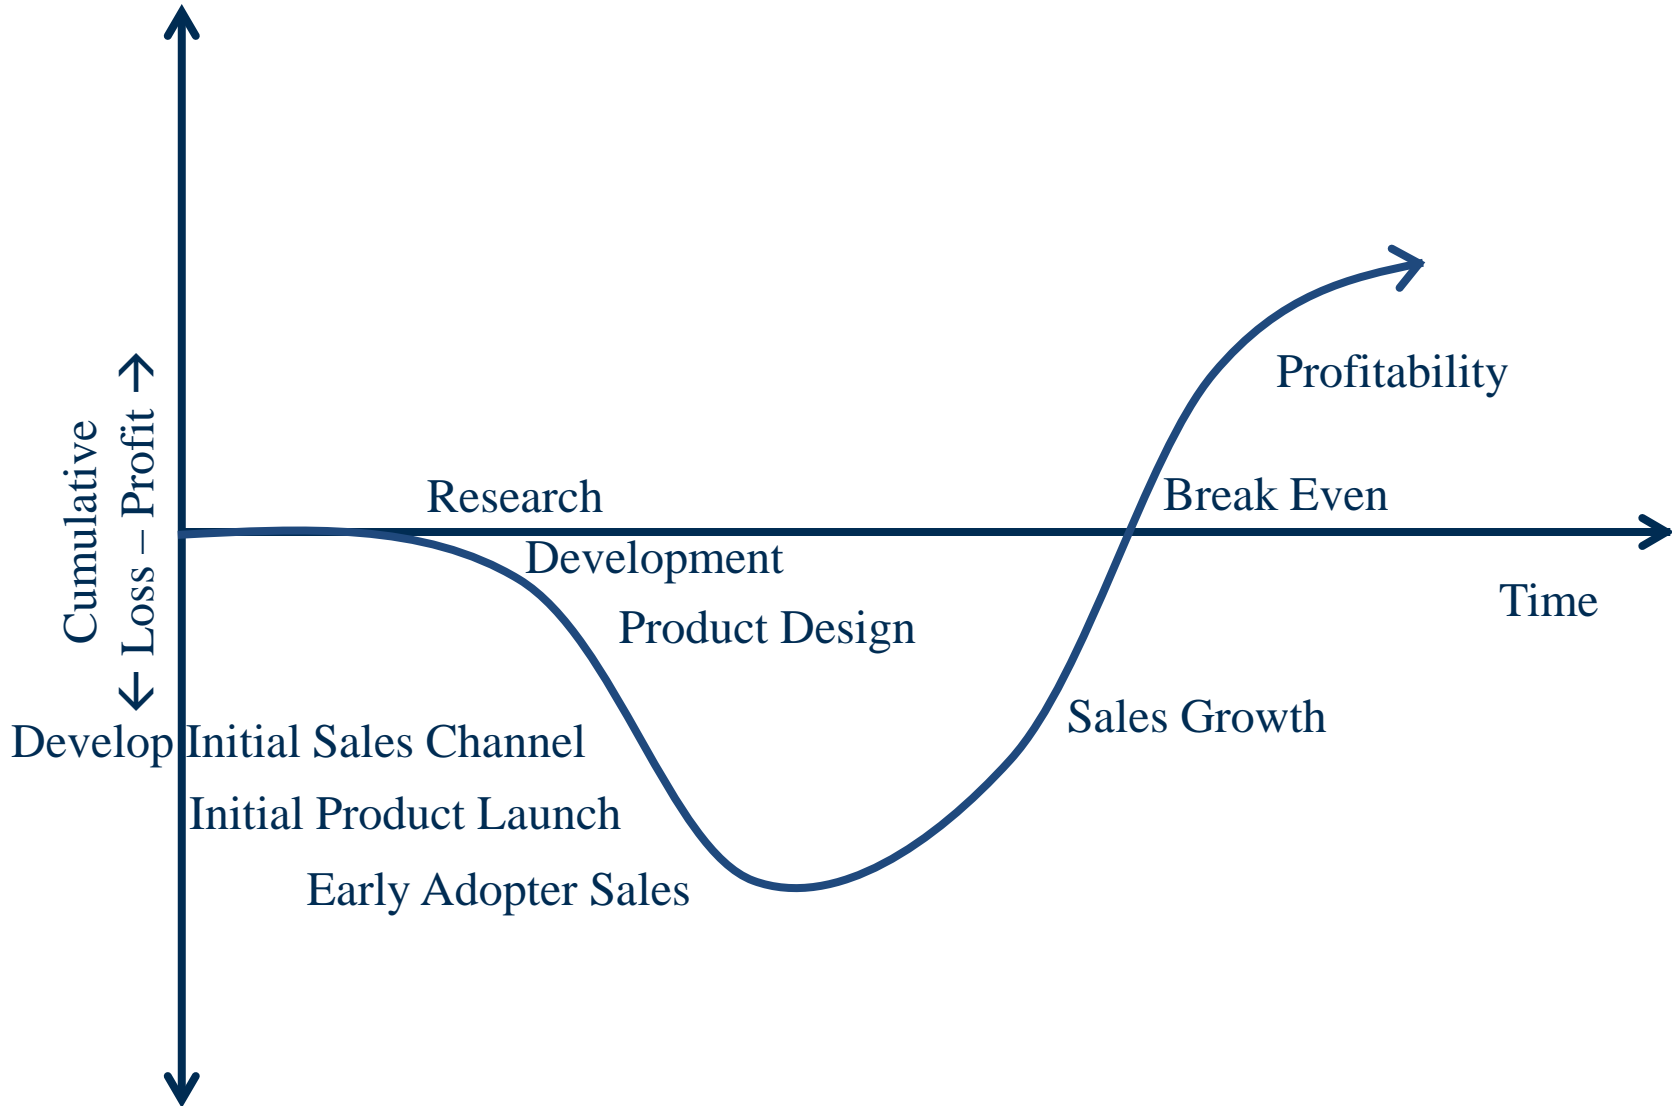 Cumulative
← Loss – Profit →
Research
Development
Product Design
Develop Initial Sales Channel
Initial Product Launch
Early Adopter Sales
Sales Growth
Break Even
Profitability
Time